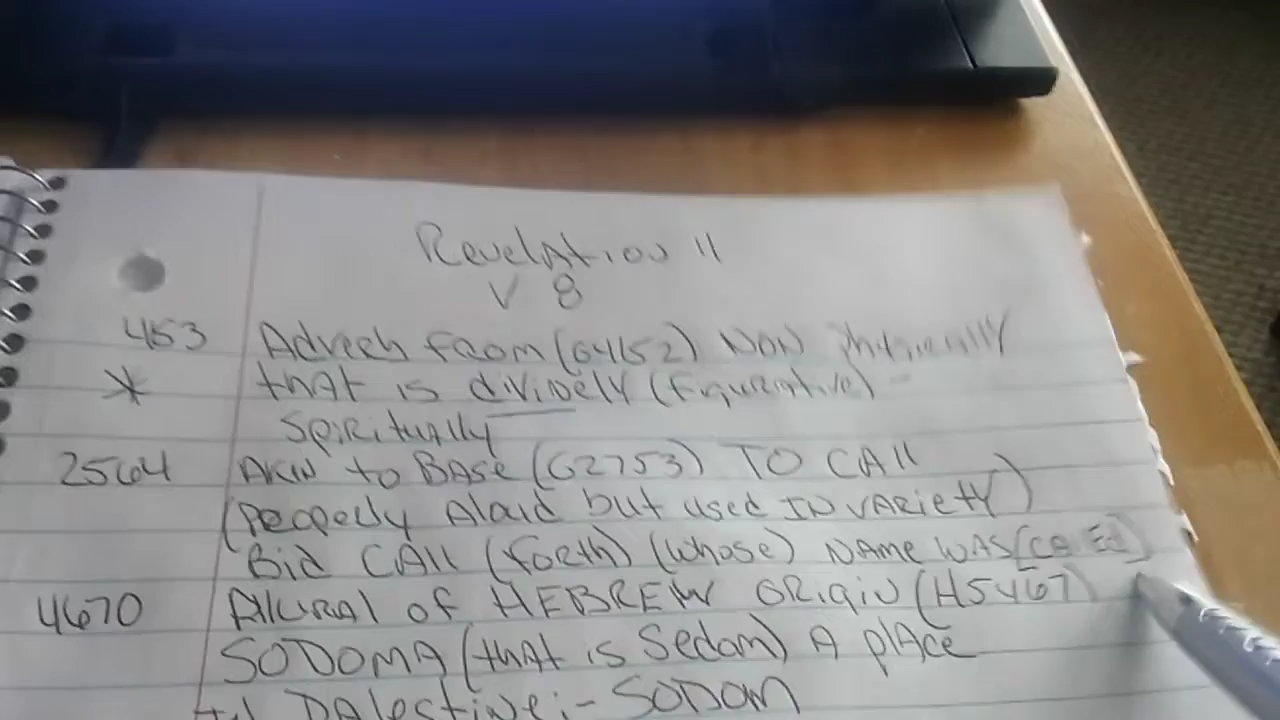 Revelation 11
V 8
453 Adverb from (G4152) NON physically
* that is divinely (figurative)
spiritually
2564 AKIN to BASE (G2753) TO CAll
(Properly Aloud but used IN VARIETY)
Bid CALL (forth) (whose) NAME WAS [CALLEd]
4670 PlURAL of HEBREW ORIGIN (H5467)
SODOMA (that is Sedom) A plAce
PAlestine; - SODOM